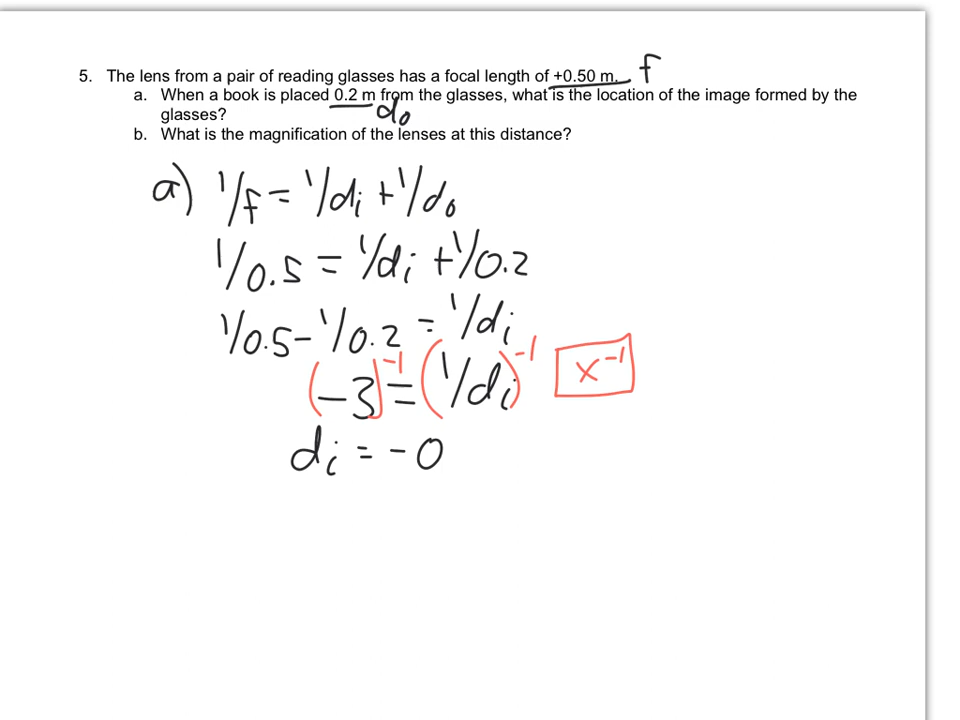 5. The lens from a pair of reading glasses has a focal length of +0.50 m. f
a. When a book is placed 0.2 m from the glasses, what is the location of the image formed by the
glasses? do
b. What is the magnification of the lenses at this distance?
a) 1/f = 1/di + 1/do
1/0.5 = 1/di + 1/0.2
1/0.5 - 1/0.2 = 1/di
(-3)^-1 = (1/di)^-1 x^-1
di = -0